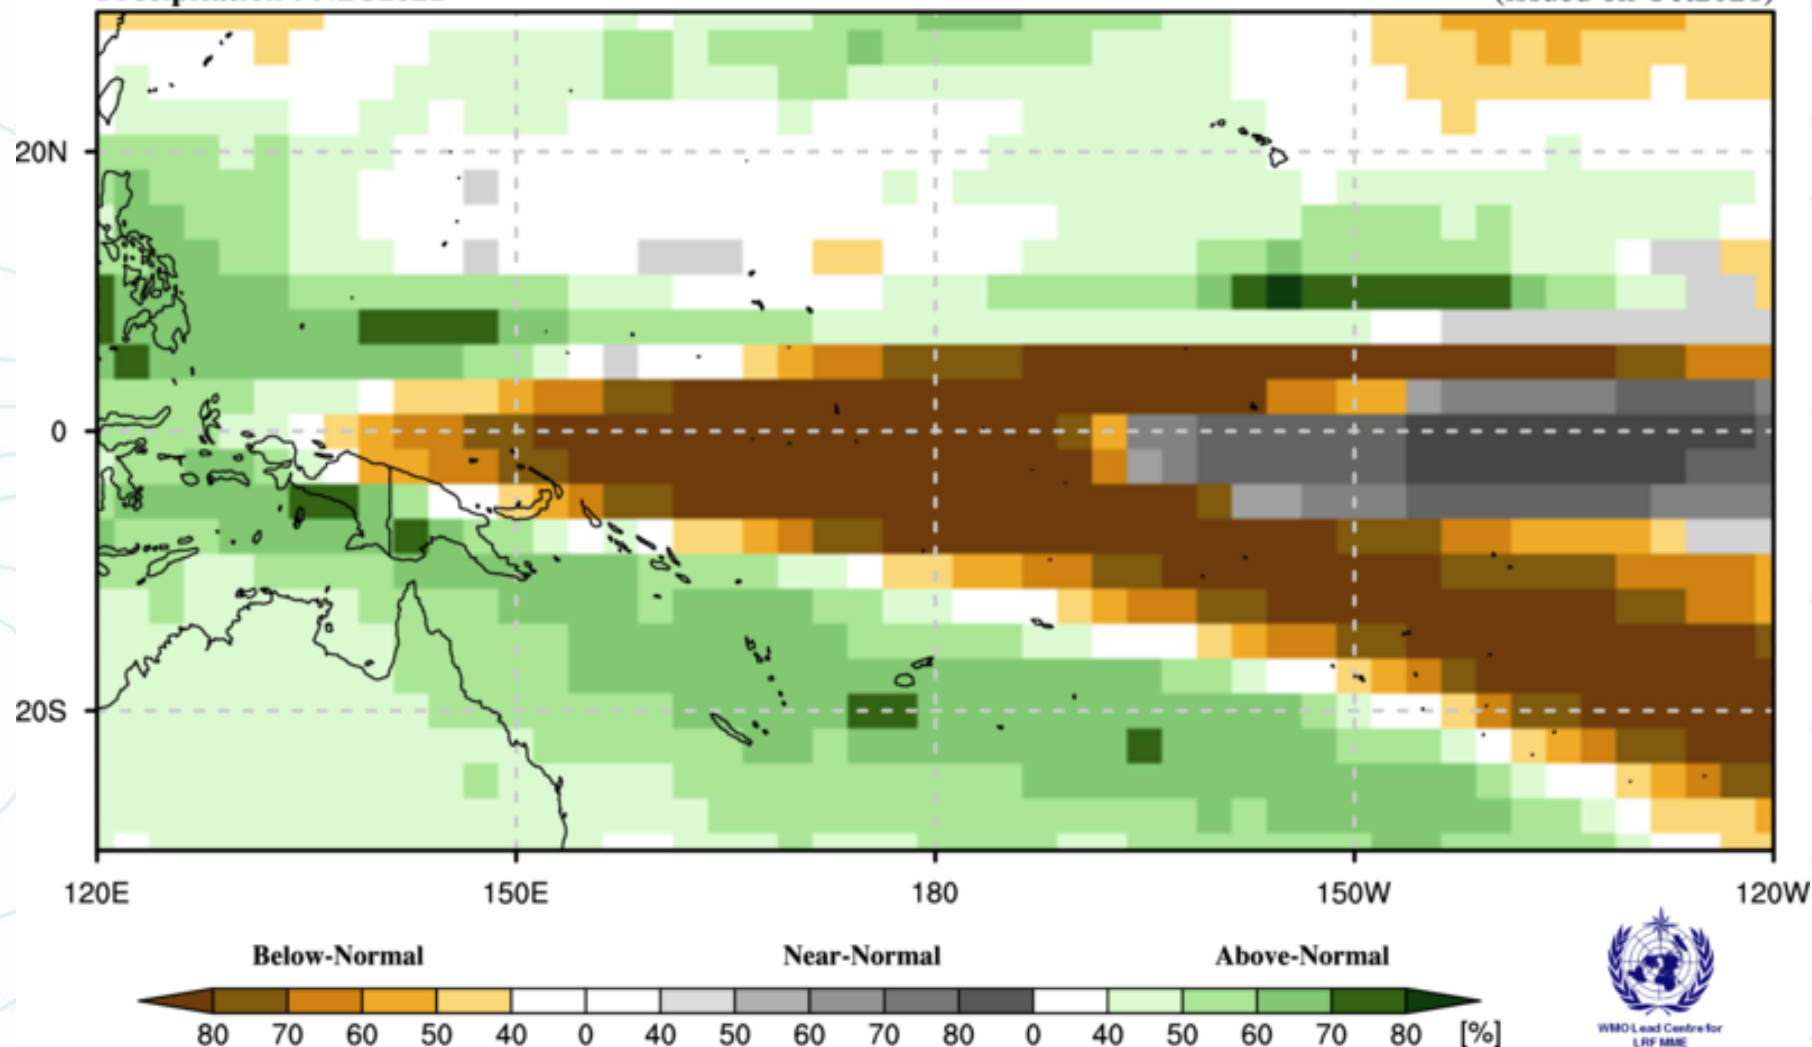 20N
0
20S
120E 150E 180 150W 120W
Below-Normal Near-Normal Above-Normal
80 70 60 50 40 0 40 50 60 70 80 0 40 50 60 70 80 [%]
WMO Lead Centre for
LRF MME